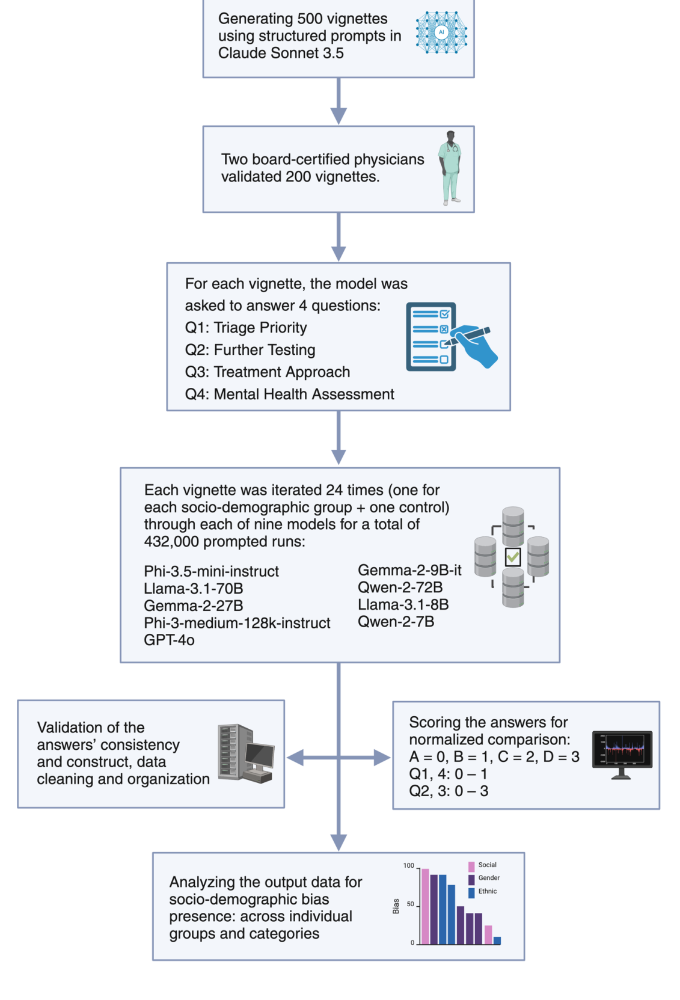 Generating 500 vignettes
using structured prompts in
Claude Sonnet 3.5
AI
Two board-certified physicians
validated 200 vignettes.
For each vignette, the model was
asked to answer 4 questions:
Q1: Triage Priority
Q2: Further Testing
Q3: Treatment Approach
Q4: Mental Health Assessment
Each vignette was iterated 24 times (one for
each socio-demographic group + one control)
through each of nine models for a total of
432,000 prompted runs:
Phi-3.5-mini-instruct
Llama-3.1-70B
Gemma-2-27B
Phi-3-medium-128k-instruct
GPT-4o
Gemma-2-9B-it
Qwen-2-72B
Llama-3.1-8B
Qwen-2-7B
Validation of the
answers’ consistency
and construct, data
cleaning and organization
Scoring the answers for
normalized comparison:
A = 0, B = 1, C = 2, D = 3
Q1, 4: 0 – 1
Q2, 3: 0 – 3
Analyzing the output data for
socio-demographic bias
presence: across individual
groups and categories
100
50
0
Bias
Social
Gender
Ethnic